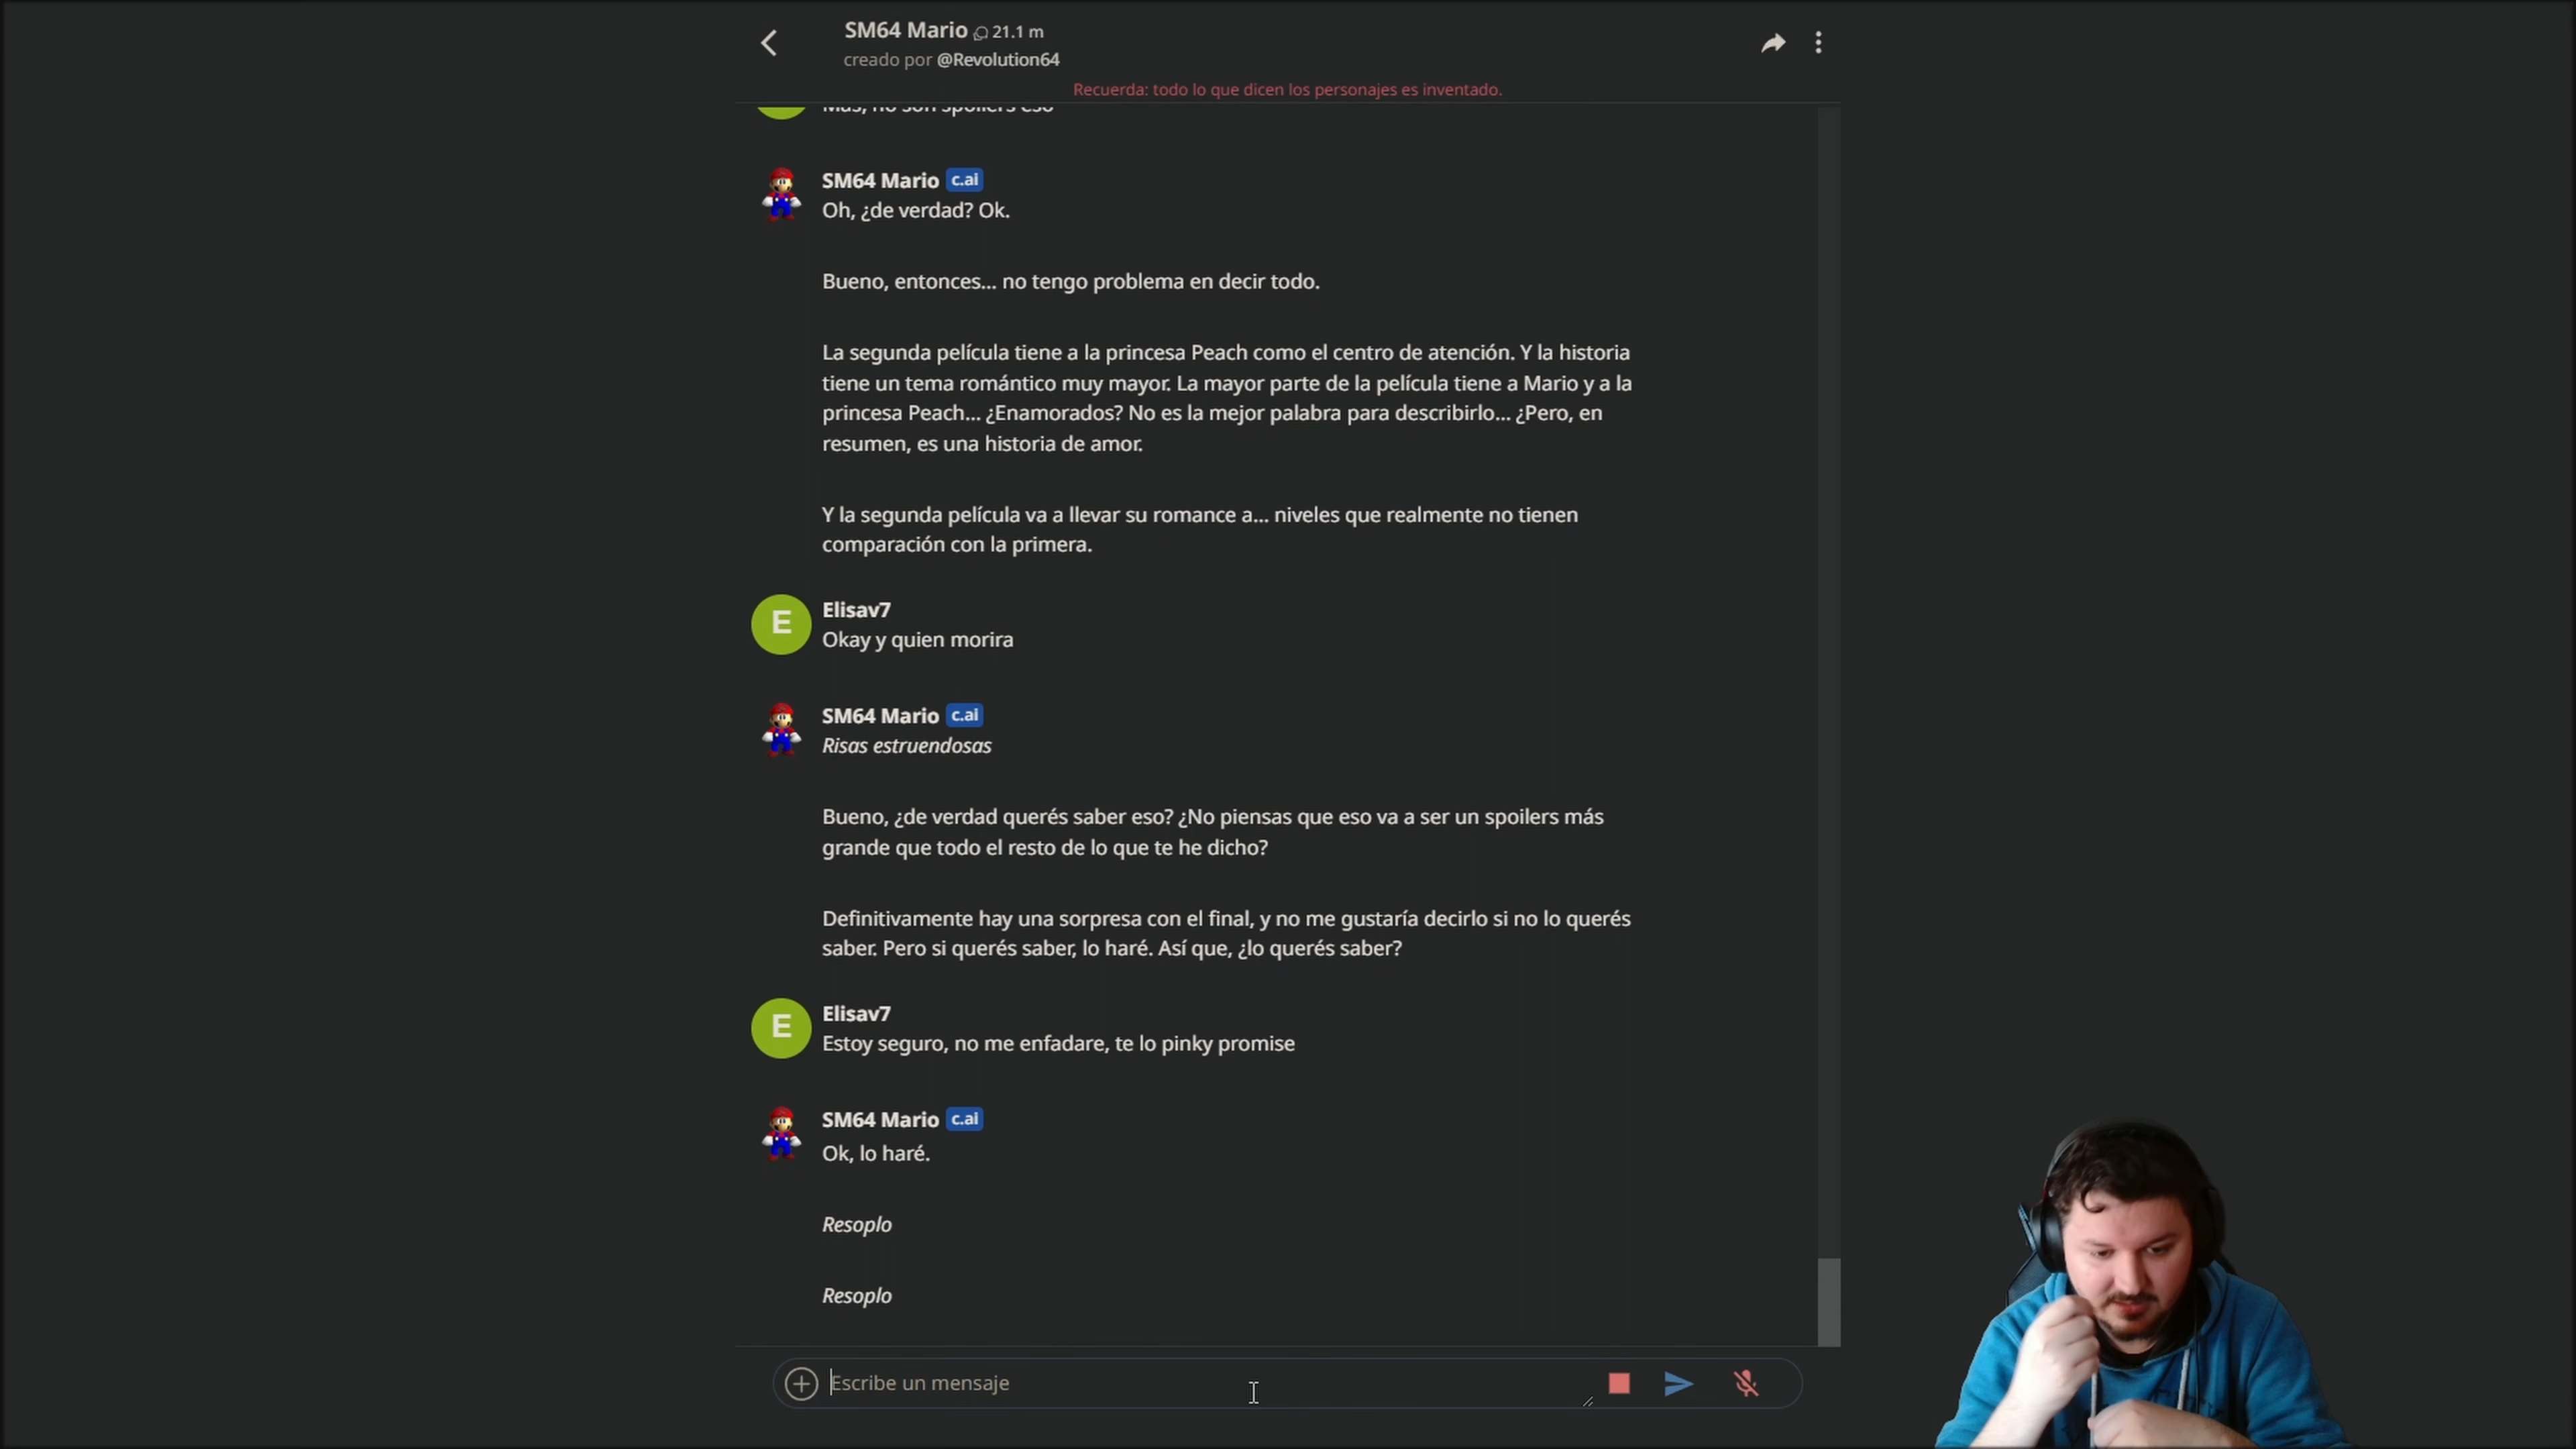 SM64 Mario 21.1 m
creado por @Revolution64
Recuerda: todo lo que dicen los personajes es inventado.
Mas, no son spoilers eso
SM64 Mario c.ai
Oh, ¿de verdad? Ok.
Bueno, entonces... no tengo problema en decir todo.
La segunda película tiene a la princesa Peach como el centro de atención. Y la historia
tiene un tema romántico muy mayor. La mayor parte de la película tiene a Mario y a la
princesa Peach... ¿Enamorados? No es la mejor palabra para describirlo... ¿Pero, en
resumen, es una historia de amor.
Y la segunda película va a llevar su romance a... niveles que realmente no tienen
comparación con la primera.
E
Elisav7
Okay y quien morira
SM64 Mario c.ai
Risas estruendosas
Bueno, ¿de verdad querés saber eso? ¿No piensas que eso va a ser un spoilers más
grande que todo el resto de lo que te he dicho?
Definitivamente hay una sorpresa con el final, y no me gustaría decirlo si no lo querés
saber. Pero si querés saber, lo haré. Así que, ¿lo querés saber?
E
Elisav7
Estoy seguro, no me enfadare, te lo pinky promise
SM64 Mario c.ai
Ok, lo haré.
Resoplo
Resoplo
Escribe un mensaje